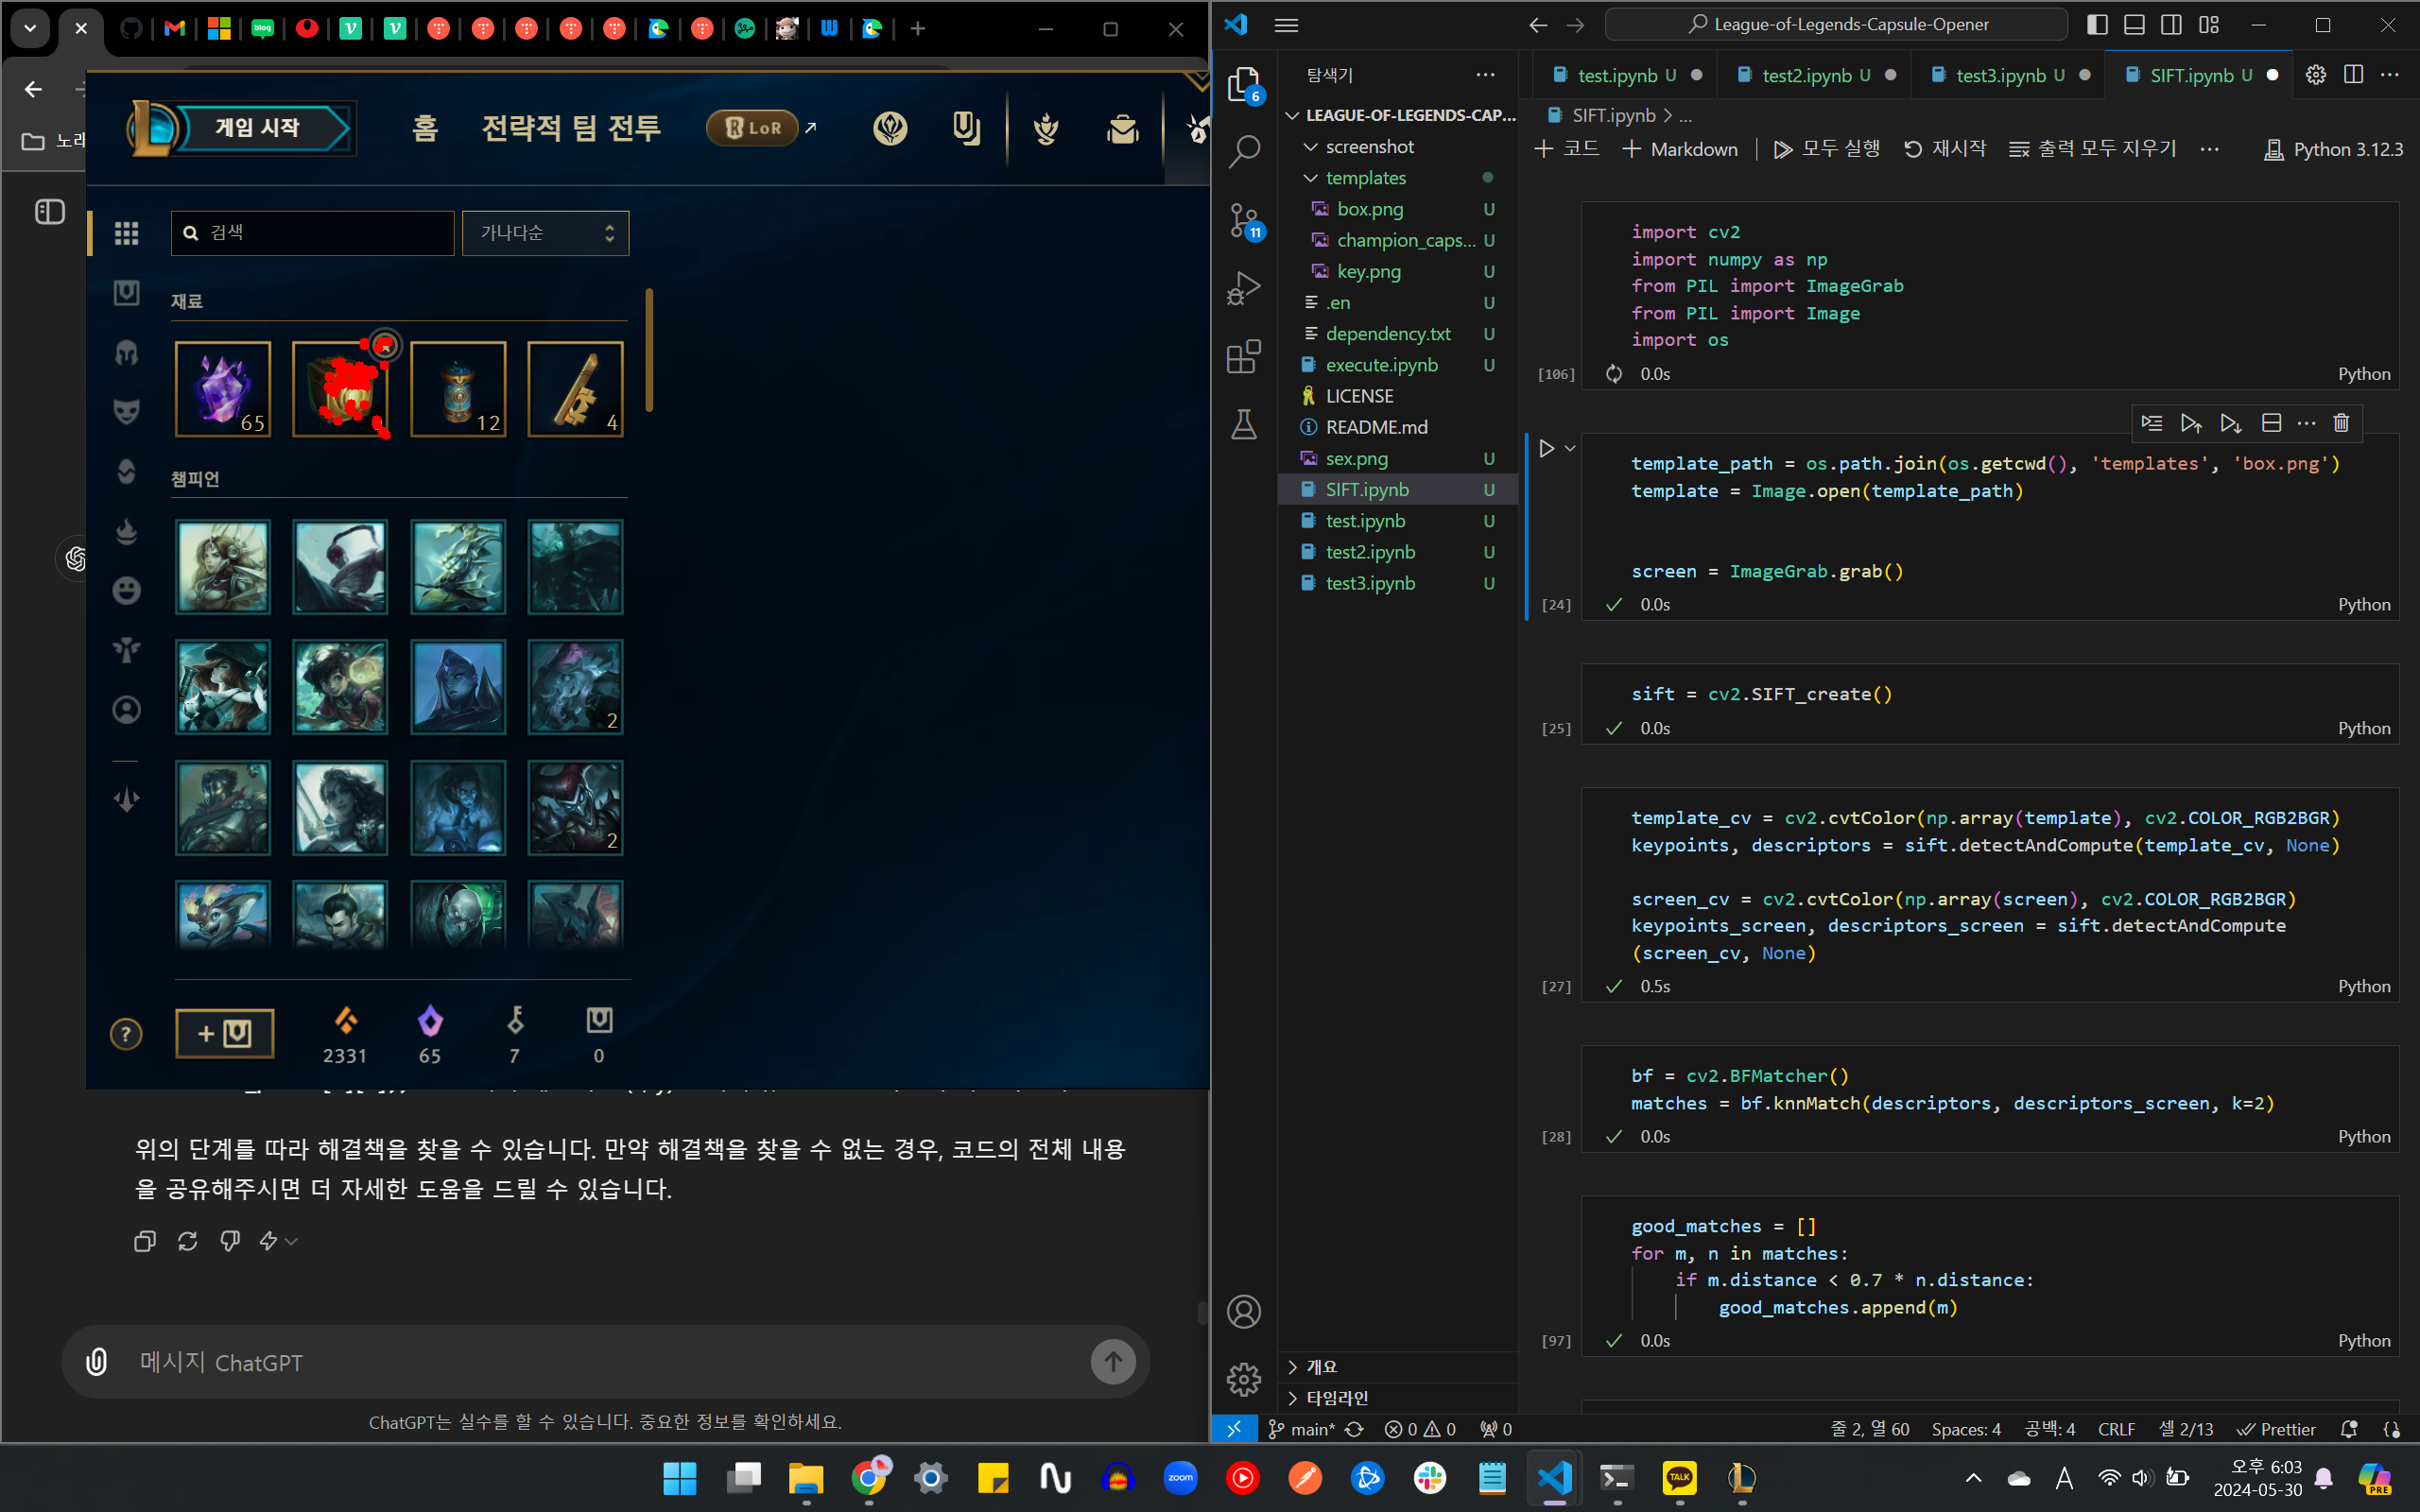 게임 시작
홈
전략적 팀 전투
LoR
노래
검색
가나다순
재료
65
12
4
챔피언
2
2
?
+
2331
65
7
0
위의 단계를 따라 해결책을 찾을 수 있습니다. 만약 해결책을 찾을 수 없는 경우, 코드의 전체 내용
을 공유해주시면 더 자세한 도움을 드릴 수 있습니다.
메시지 ChatGPT
ChatGPT는 실수를 할 수 있습니다. 중요한 정보를 확인하세요.
League-of-Legends-Capsule-Opener
6
11
탐색기
LEAGUE-OF-LEGENDS-CAP...
screenshot
templates
box.png U
champion_caps... U
key.png U
.en U
dependency.txt U
execute.ipynb U
LICENSE
README.md U
sex.png U
SIFT.ipynb U
test.ipynb U
test2.ipynb U
test3.ipynb U
개요
타임라인
test.ipynb U
test2.ipynb U
test3.ipynb U
SIFT.ipynb U
SIFT.ipynb > ...
+ 코드 + Markdown 모두 실행 재시작 출력 모두 지우기 ... Python 3.12.3
import cv2
import numpy as np
from PIL import ImageGrab
from PIL import Image
import os
[106] 0.0s Python
template_path = os.path.join(os.getcwd(), 'templates', 'box.png')
template = Image.open(template_path)
screen = ImageGrab.grab()
[24] 0.0s Python
sift = cv2.SIFT_create()
[25] 0.0s Python
template_cv = cv2.cvtColor(np.array(template), cv2.COLOR_RGB2BGR)
keypoints, descriptors = sift.detectAndCompute(template_cv, None)
screen_cv = cv2.cvtColor(np.array(screen), cv2.COLOR_RGB2BGR)
keypoints_screen, descriptors_screen = sift.detectAndCompute
(screen_cv, None)
[27] 0.5s Python
bf = cv2.BFMatcher()
matches = bf.knnMatch(descriptors, descriptors_screen, k=2)
[28] 0.0s Python
good_matches = []
for m, n in matches:
if m.distance < 0.7 * n.distance:
good_matches.append(m)
[97] 0.0s Python
main* 0 0 0 줄 2, 열 60 Spaces: 4 공백: 4 CRLF 셀 2/13 Prettier
zoom
TALK
A
오후 6:03
2024-05-30
PRE